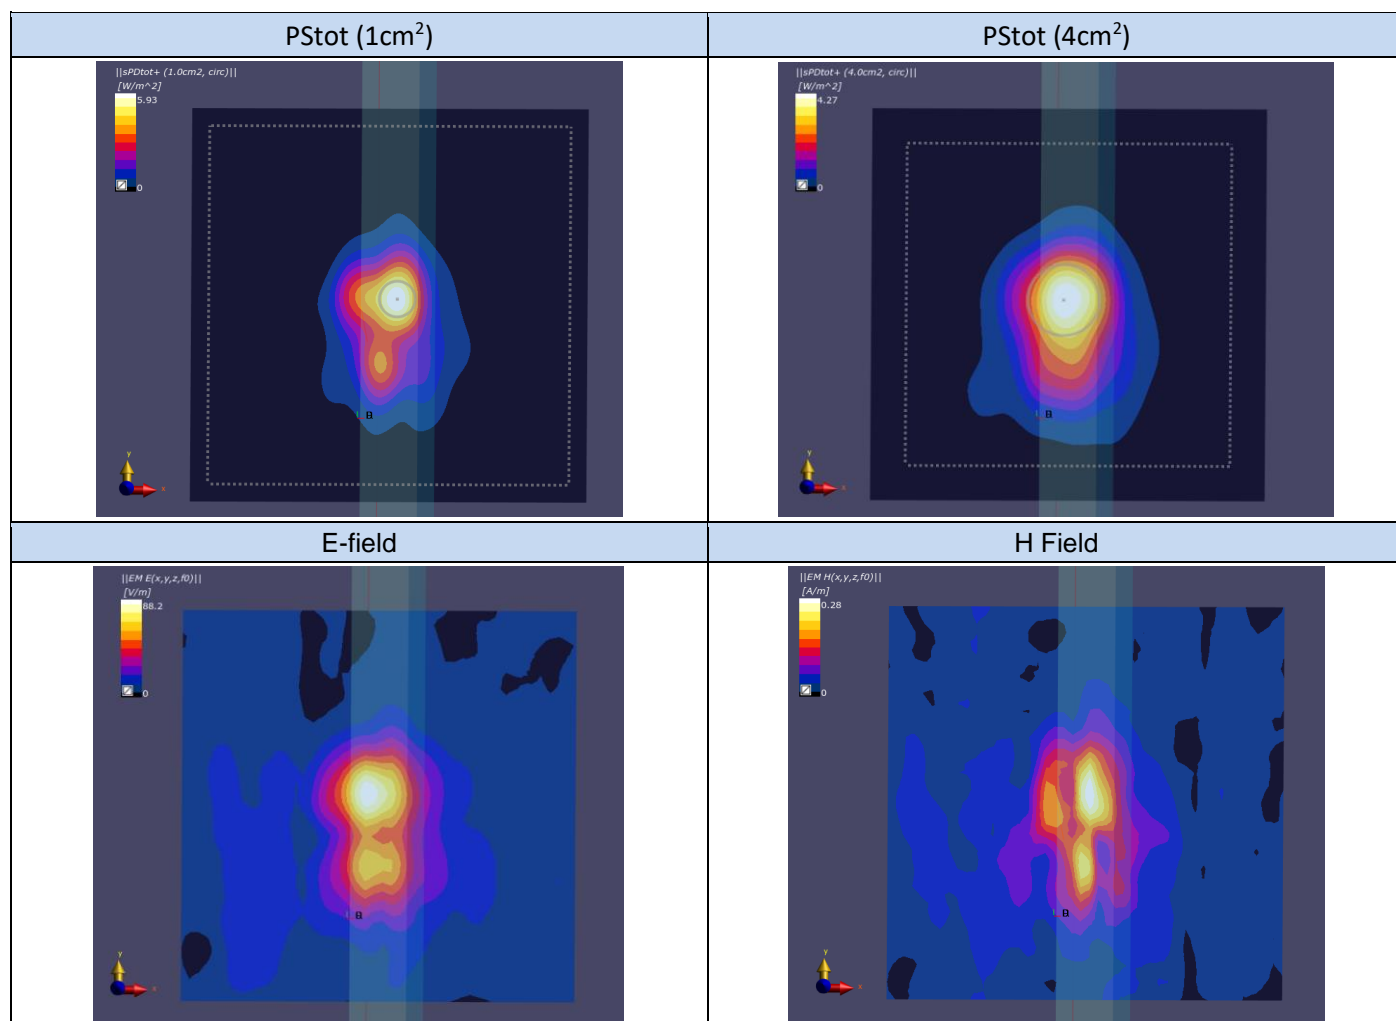 PStot (1cm²)
PStot (4cm²)
||sPDtot+ (1.0cm2, circ)||
[W/m^2]
5.93
0
y
x
||sPDtot+ (4.0cm2, circ)||
[W/m^2]
4.27
0
y
x
E-field
H Field
||EM E(x,y,z,f0)||
[V/m]
88.2
0
y
x
||EM H(x,y,z,f0)||
[A/m]
0.28
0
y
x